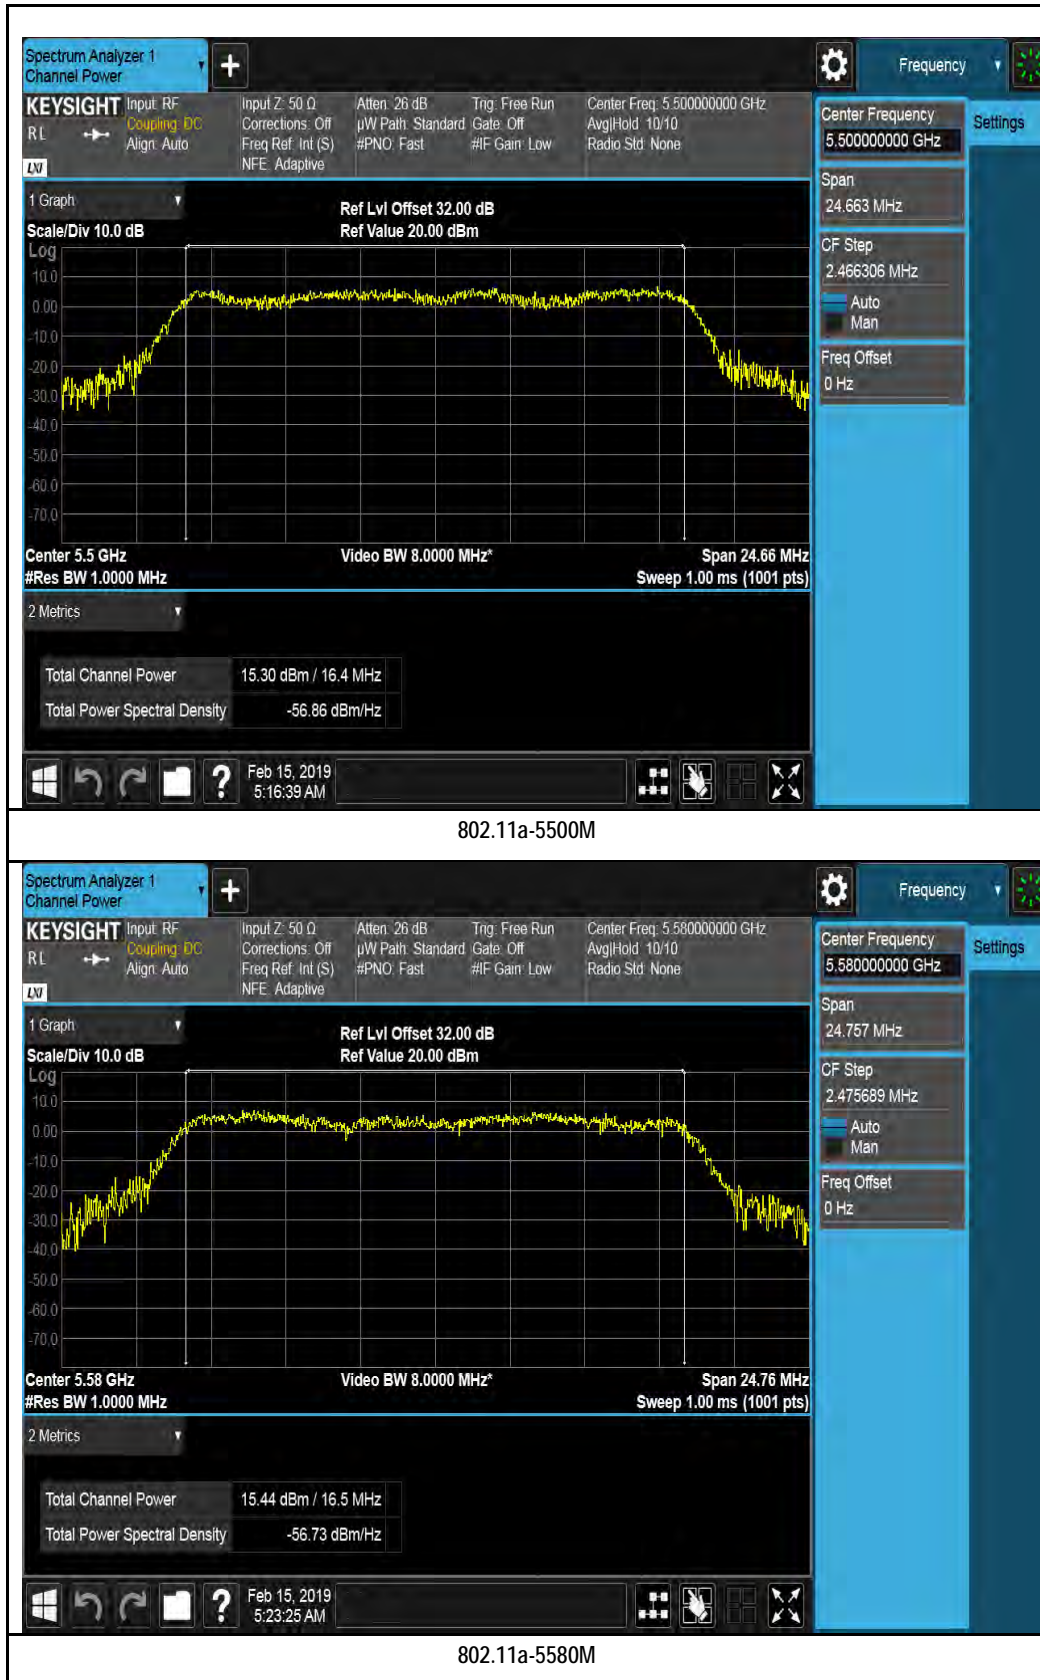 Spectrum Analyzer 1
Channel Power
Frequency
KEYSIGHT
RL
LXI
Input: RF
Coupling: DC
Align: Auto
Input Z: 50 Ω
Corrections: Off
Freq Ref: Int (S)
NFE: Adaptive
Atten: 26 dB
µW Path: Standard
#PNO: Fast
Trig: Free Run
Gate: Off
#IF Gain: Low
Center Freq: 5.500000000 GHz
Avg|Hold: 10/10
Radio Std: None
Center Frequency
5.500000000 GHz
Settings
Span
24.663 MHz
CF Step
2.466306 MHz
Auto
Man
Freq Offset
0 Hz
1 Graph
Scale/Div 10.0 dB
Ref Lvl Offset 32.00 dB
Ref Value 20.00 dBm
Log
10.0
0.00
-10.0
-20.0
-30.0
-40.0
-50.0
-60.0
-70.0
Center 5.5 GHz
#Res BW 1.0000 MHz
Video BW 8.0000 MHz*
Span 24.66 MHz
Sweep 1.00 ms (1001 pts)
2 Metrics
Total Channel Power 15.30 dBm / 16.4 MHz
Total Power Spectral Density -56.86 dBm/Hz
?
Feb 15, 2019
5:16:39 AM
802.11a-5500M
Spectrum Analyzer 1
Channel Power
Frequency
KEYSIGHT
RL
LXI
Input: RF
Coupling: DC
Align: Auto
Input Z: 50 Ω
Corrections: Off
Freq Ref: Int (S)
NFE: Adaptive
Atten: 26 dB
µW Path: Standard
#PNO: Fast
Trig: Free Run
Gate: Off
#IF Gain: Low
Center Freq: 5.580000000 GHz
Avg|Hold: 10/10
Radio Std: None
Center Frequency
5.580000000 GHz
Settings
Span
24.757 MHz
CF Step
2.475689 MHz
Auto
Man
Freq Offset
0 Hz
1 Graph
Scale/Div 10.0 dB
Ref Lvl Offset 32.00 dB
Ref Value 20.00 dBm
Log
10.0
0.00
-10.0
-20.0
-30.0
-40.0
-50.0
-60.0
-70.0
Center 5.58 GHz
#Res BW 1.0000 MHz
Video BW 8.0000 MHz*
Span 24.76 MHz
Sweep 1.00 ms (1001 pts)
2 Metrics
Total Channel Power 15.44 dBm / 16.5 MHz
Total Power Spectral Density -56.73 dBm/Hz
?
Feb 15, 2019
5:23:25 AM
802.11a-5580M